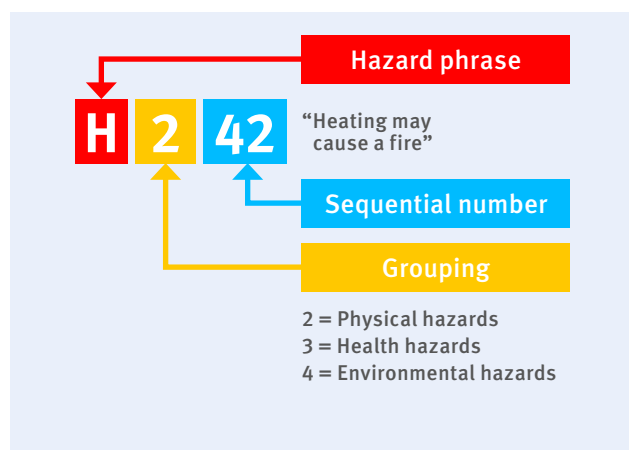 Hazard phrase
H 2 42
“Heating may
cause a fire”
Sequential number
Grouping
2 = Physical hazards
3 = Health hazards
4 = Environmental hazards